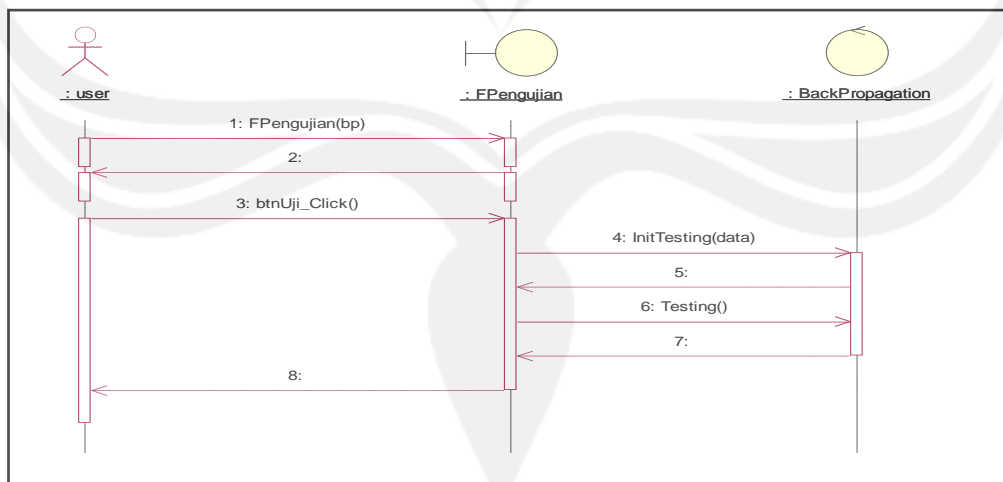 : user
: FPengujian
: BackPropagation
1: FPengujian(bp)
2:
3: btnUji_Click()
4: InitTesting(data)
5:
6: Testing()
7:
8: